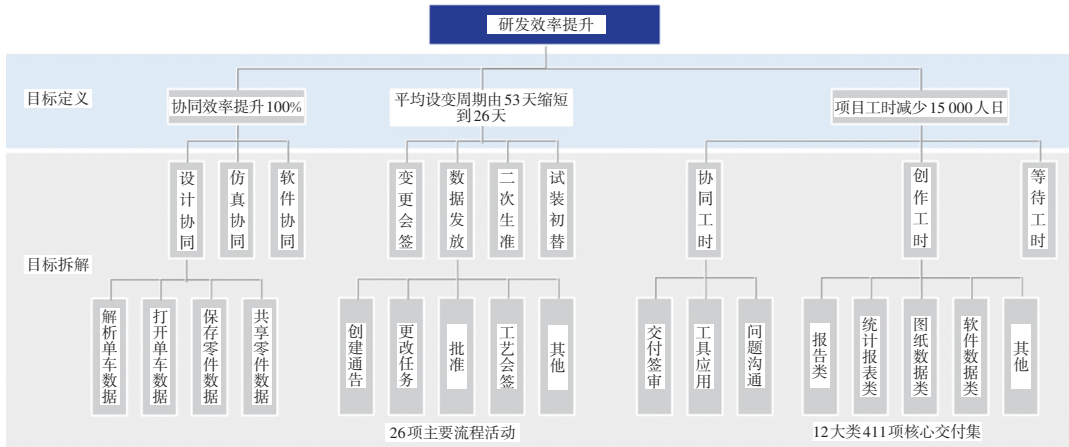 研发效率提升
目标定义
协同效率提升100%
平均设变周期由53天缩短
到26天
项目工时减少15 000人日
目标拆解
设计协同
仿真协同
软件协同
变更会签
数据发放
二次生准
试装初替
协同工时
创作工时
等待工时
解析单车数据
打开单车数据
保存零件数据
共享零件数据
创建通告
更改任务
批准
工艺会签
其他
交付签审
工具应用
问题沟通
报告类
统计报表类
图纸数据类
软件数据类
其他
26项主要流程活动
12大类411项核心交付集